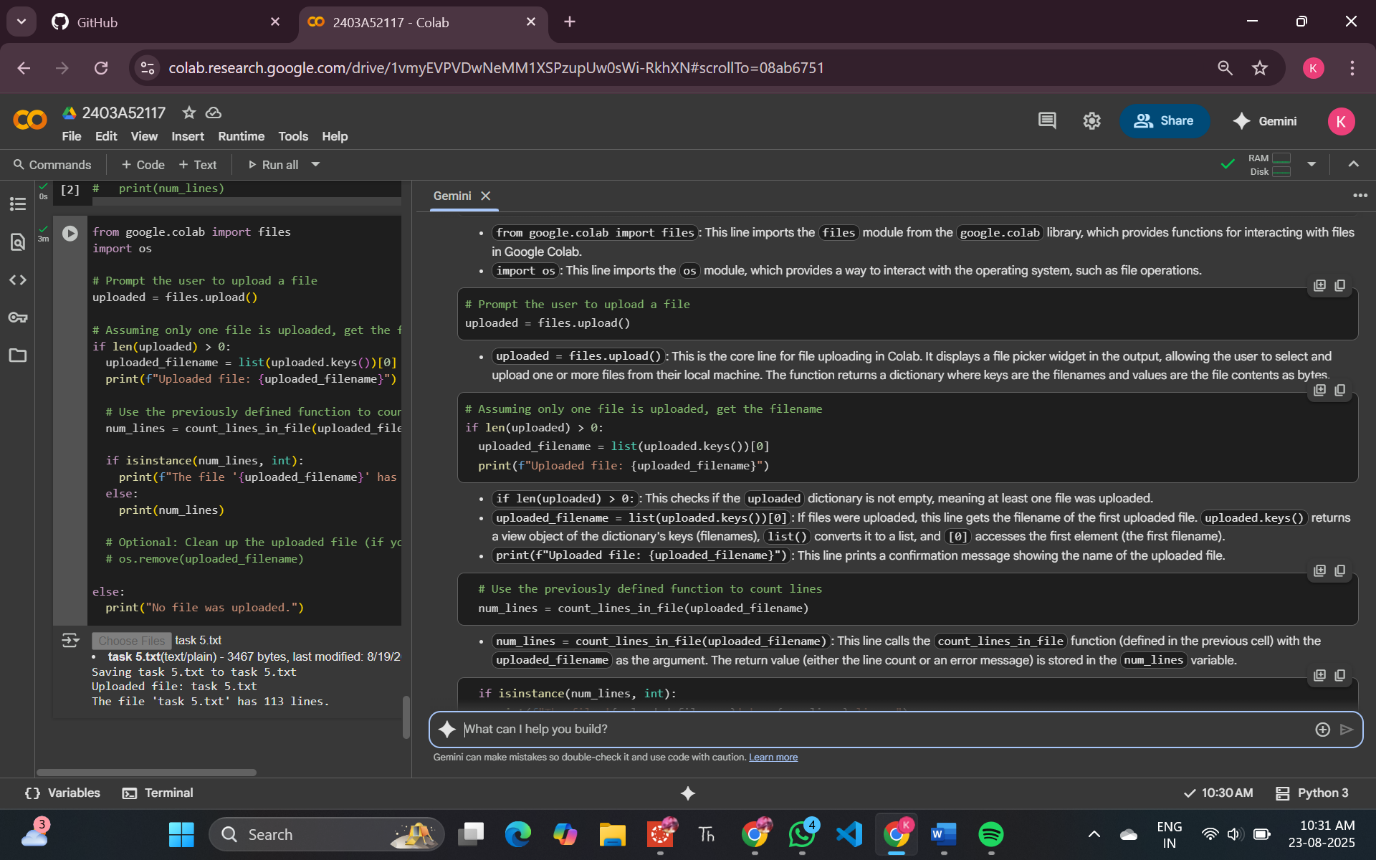 GitHub
2403A52117 - Colab
colab.research.google.com/drive/1vmyEVPVDwNeMM1XSPzupUw0sWi-RkhXN#scrollTo=08ab6751
K
2403A52117
File Edit View Insert Runtime Tools Help
Share
Gemini
K
Commands
+ Code + Text
Run all
RAM
Disk
0s
[2]
#   print(num_lines)
3m
from google.colab import files
import os
# Prompt the user to upload a file
uploaded = files.upload()
# Assuming only one file is uploaded, get the f
if len(uploaded) > 0:
uploaded_filename = list(uploaded.keys())[0]
print(f"Uploaded file: {uploaded_filename}")
# Use the previously defined function to coun
num_lines = count_lines_in_file(uploaded_file
if isinstance(num_lines, int):
print(f"The file '{uploaded_filename}' has
else:
print(num_lines)
# Optional: Clean up the uploaded file (if yo
# os.remove(uploaded_filename)
else:
print("No file was uploaded.")
Choose Files task 5.txt
• task 5.txt(text/plain) - 3467 bytes, last modified: 8/19/2
Saving task 5.txt to task 5.txt
Uploaded file: task 5.txt
The file 'task 5.txt' has 113 lines.
Gemini
• from google.colab import files: This line imports the files module from the google.colab library, which provides functions for interacting with files
in Google Colab.
• import os: This line imports the os module, which provides a way to interact with the operating system, such as file operations.
# Prompt the user to upload a file
uploaded = files.upload()
• uploaded = files.upload(): This is the core line for file uploading in Colab. It displays a file picker widget in the output, allowing the user to select and
upload one or more files from their local machine. The function returns a dictionary where keys are the filenames and values are the file contents as bytes.
# Assuming only one file is uploaded, get the filename
if len(uploaded) > 0:
uploaded_filename = list(uploaded.keys())[0]
print(f"Uploaded file: {uploaded_filename}")
• if len(uploaded) > 0: : This checks if the uploaded dictionary is not empty, meaning at least one file was uploaded.
• uploaded_filename = list(uploaded.keys())[0]: If files were uploaded, this line gets the filename of the first uploaded file. uploaded.keys() returns
a view object of the dictionary's keys (filenames), list() converts it to a list, and [0] accesses the first element (the first filename).
• print(f"Uploaded file: {uploaded_filename}"): This line prints a confirmation message showing the name of the uploaded file.
# Use the previously defined function to count lines
num_lines = count_lines_in_file(uploaded_filename)
• num_lines = count_lines_in_file(uploaded_filename): This line calls the count_lines_in_file function (defined in the previous cell) with the
uploaded_filename as the argument. The return value (either the line count or an error message) is stored in the num_lines variable.
if isinstance(num_lines, int):
What can I help you build?
Gemini can make mistakes so double-check it and use code with caution. Learn more
Variables
Terminal
10:30 AM
Python 3
3
Search
Th
4
K
ENG
IN
10:31 AM
23-08-2025